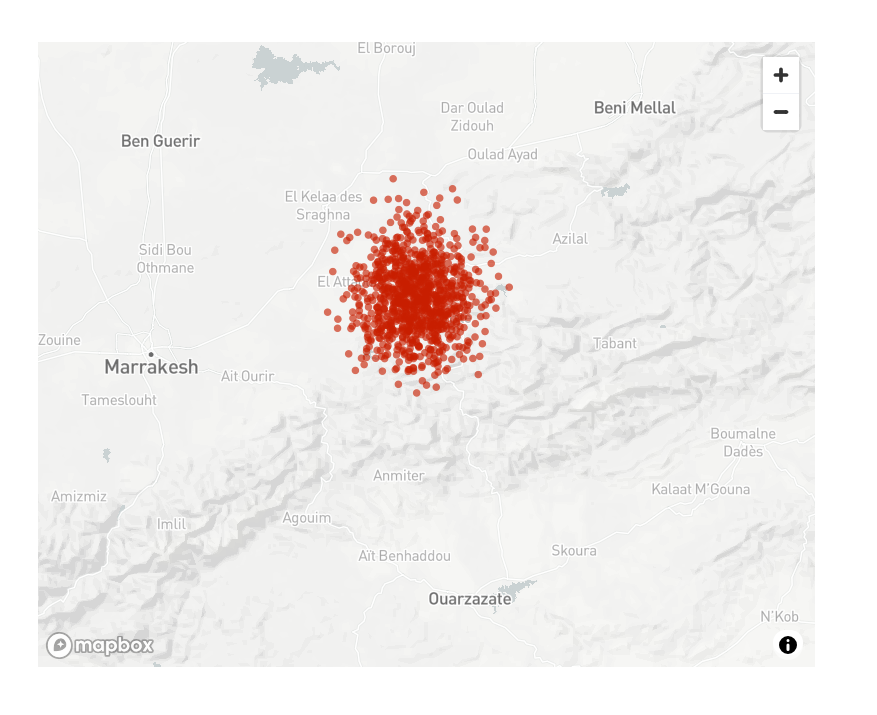 El Borouj
Dar Oulad
Zidouh
Beni Mellal
Ben Guerir
Oulad Ayad
El Kelaa des
Sraghna
Azilal
Sidi Bou
Othmane
Zouine
Tabant
Marrakesh
Ait Ourir
Tameslouht
Boumalne
Dadès
Anmiter
Kalaat M'Gouna
Amizmiz
Agouim
Imlil
Skoura
Aït Benhaddou
Ouarzazate
N'Kob
mapbox